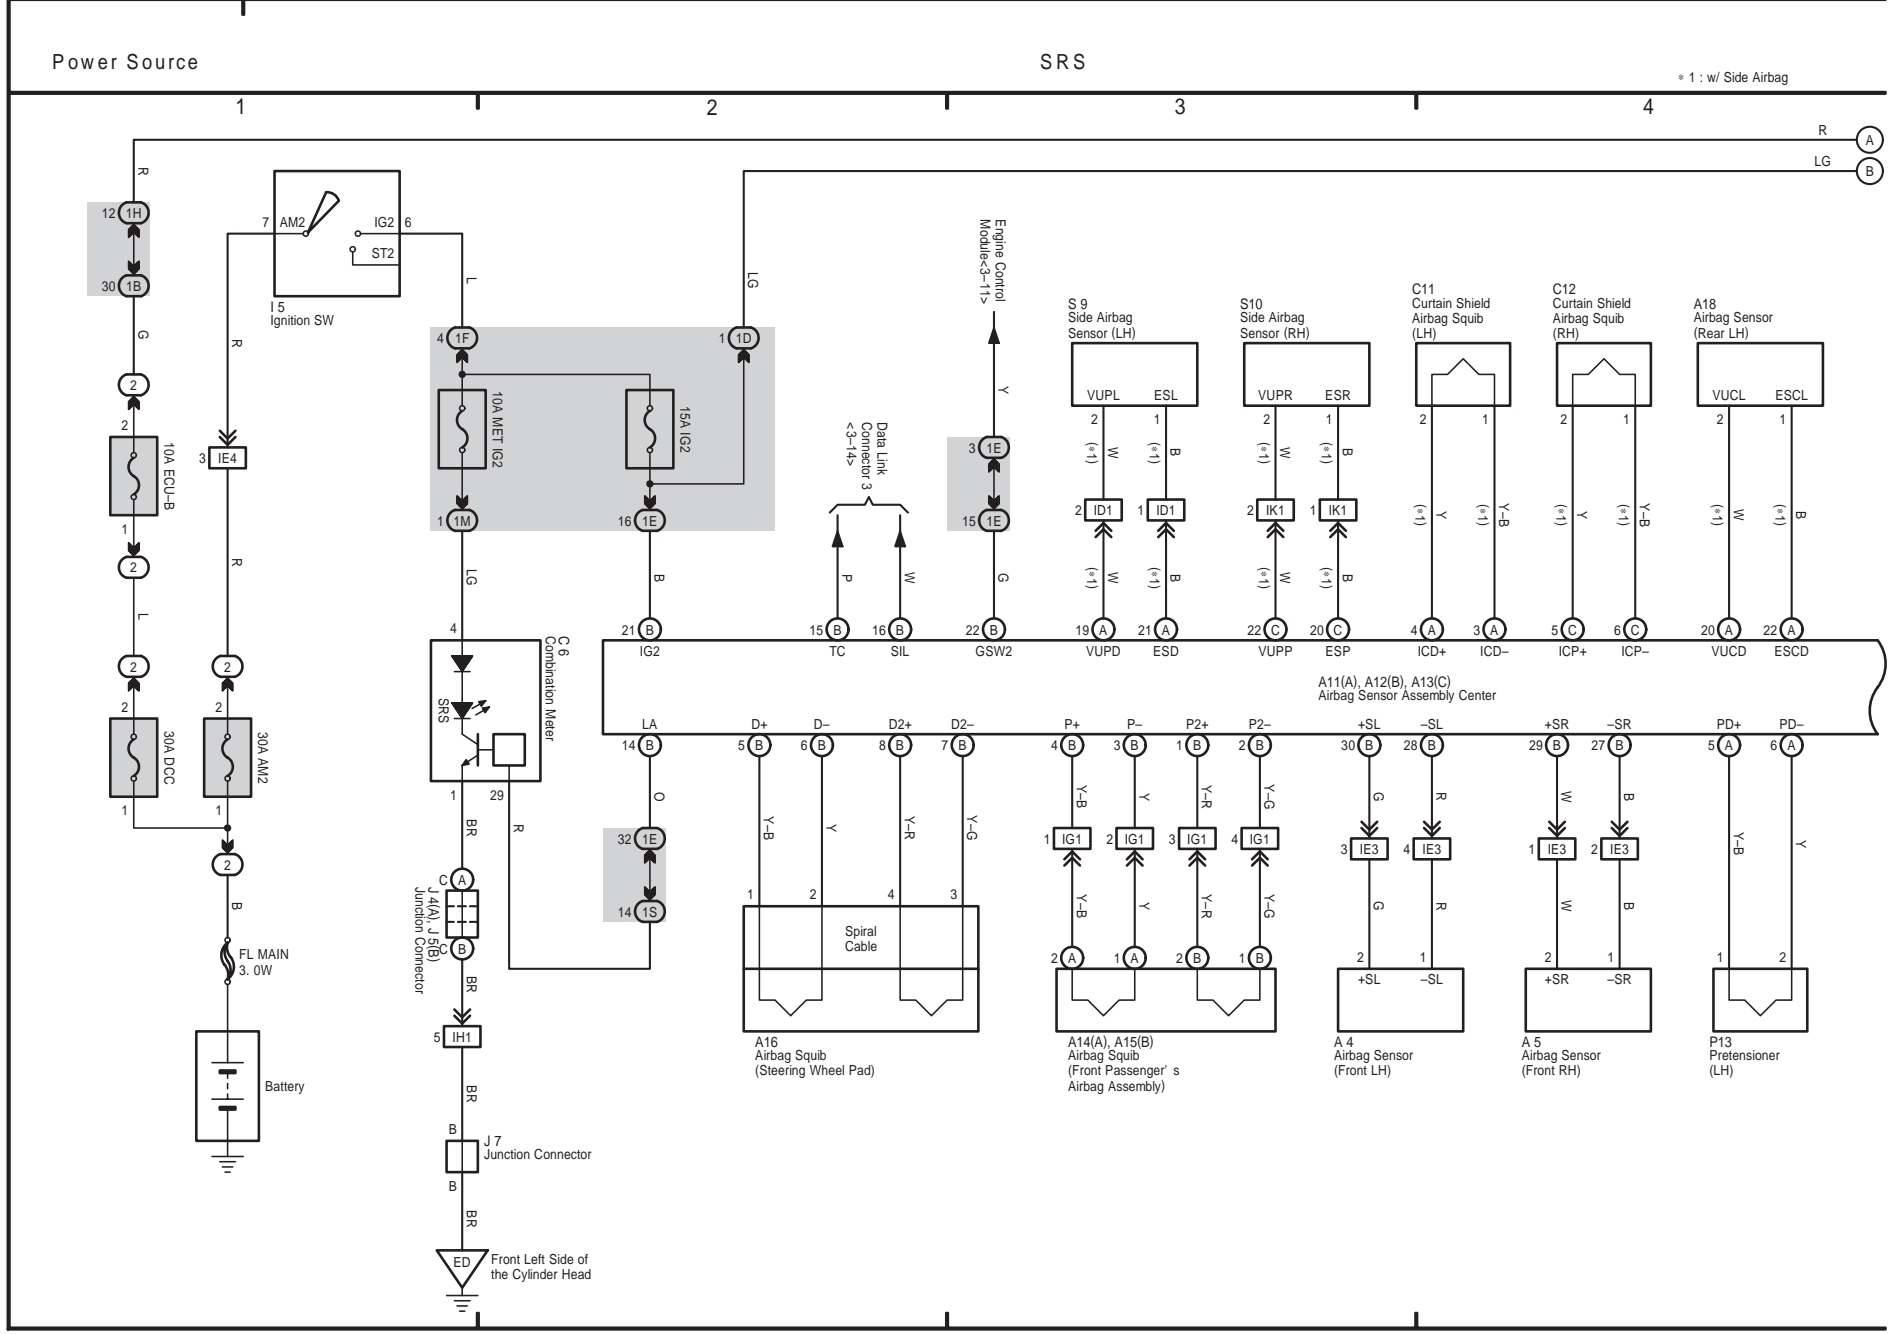 Power Source
SRS
* 1 : w/ Side Airbag
1
2
3
4
R
A
LG
B
R
12
1H
30
1B
G
2
2
10A ECU–B
1
2
L
2
2
30A DCC
1
7
AM2
IG2
6
ST2
I 5
Ignition SW
R
3
IE4
R
2
2
30A AM2
1
2
B
FL MAIN
3. 0W
Battery
L
4
1F
1
1D
LG
10A MET IG2
15A IG2
1
1M
16
1E
LG
B
4
C 6
Combination Meter
SRS
1
29
BR
R
C
A
J 4(A), J 5(B)
Junction Connector
C
B
BR
5
IH1
BR
B
J 7
Junction Connector
B
BR
ED
Front Left Side of
the Cylinder Head
Data Link
Connector 3
<3–14>
P
W
Engine Control
Module<3–11>
Y
3
1E
15
1E
G
S 9
Side Airbag
Sensor (LH)
VUPL
ESL
2
1
W
(*1)
B
(*1)
2
ID1
1
ID1
W
(*1)
B
(*1)
S10
Side Airbag
Sensor (RH)
VUPR
ESR
2
1
W
(*1)
B
(*1)
2
IK1
1
IK1
W
(*1)
B
(*1)
C11
Curtain Shield
Airbag Squib
(LH)
2
1
Y
(*1)
Y–B
(*1)
C12
Curtain Shield
Airbag Squib
(RH)
2
1
Y
(*1)
Y–B
(*1)
A18
Airbag Sensor
(Rear LH)
VUCL
ESCL
2
1
W
(*1)
B
(*1)
21 B
15 B
16 B
22 B
19 A
21 A
22 C
20 C
4 A
3 A
5 C
6 C
20 A
22 A
IG2
TC
SIL
GSW2
VUPD
ESD
VUPP
ESP
ICD+
ICD–
ICP+
ICP–
VUCD
ESCD
A11(A), A12(B), A13(C)
Airbag Sensor Assembly Center
LA
D+
D–
D2+
D2–
P+
P–
P2+
P2–
+SL
–SL
+SR
–SR
PD+
PD–
14 B
5 B
6 B
8 B
7 B
4 B
3 B
1 B
2 B
30 B
28 B
29 B
27 B
5 A
6 A
O
32
1E
14
1S
Y–B
Y
Y–R
Y–G
1
2
4
3
Spiral
Cable
A16
Airbag Squib
(Steering Wheel Pad)
Y–B
Y
Y–R
Y–G
1 IG1
2 IG1
3 IG1
4 IG1
Y–B
Y
Y–R
Y–G
2 A
1 A
2 B
1 B
A14(A), A15(B)
Airbag Squib
(Front Passenger’ s
Airbag Assembly)
G
R
3 IE3
4 IE3
G
R
2
1
+SL
–SL
A 4
Airbag Sensor
(Front LH)
W
B
1 IE3
2 IE3
W
B
2
1
+SR
–SR
A 5
Airbag Sensor
(Front RH)
Y–B
Y
1
2
P13
Pretensioner
(LH)